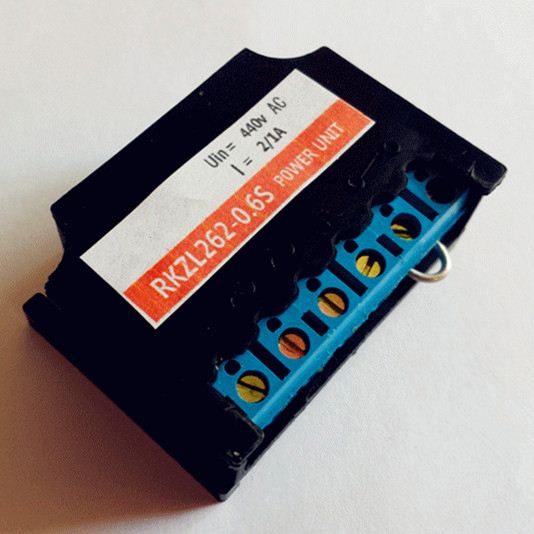 Uin = 440v AC
I = 2/1A
RKZL262-0.6S POWER UNIT